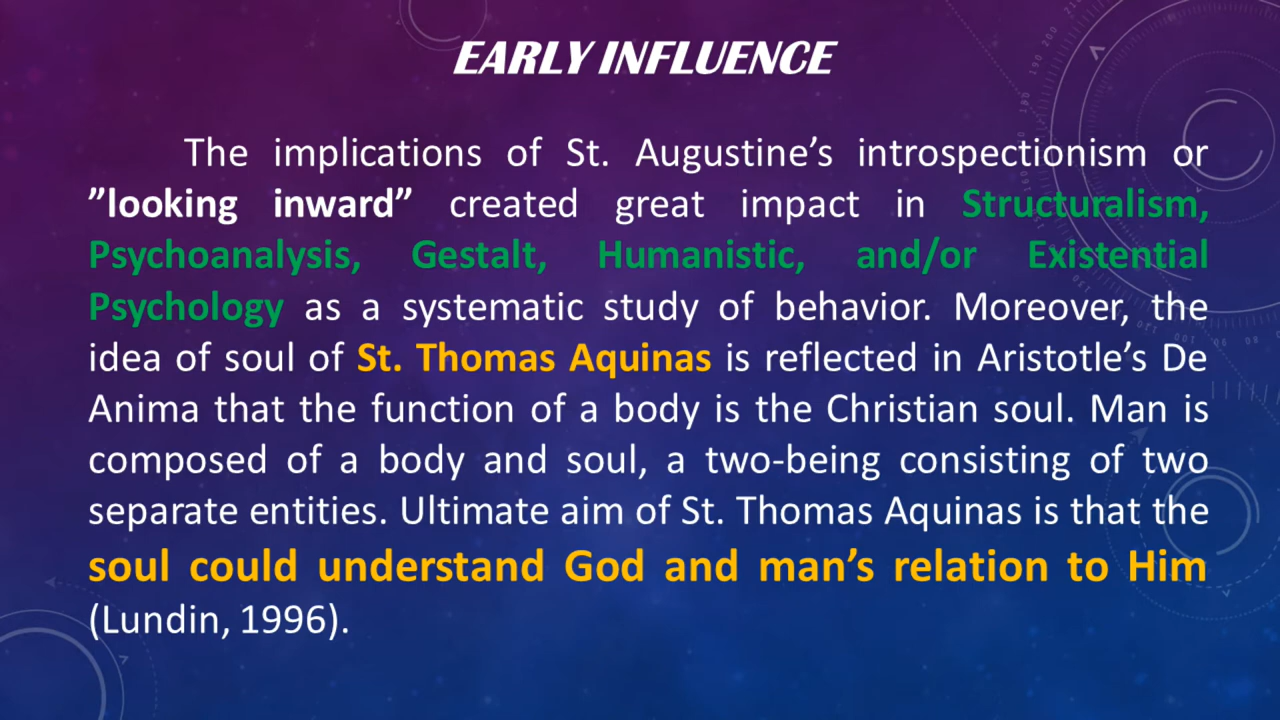 EARLY INFLUENCE
The implications of St. Augustine’s introspectionism or
”looking inward” created great impact in Structuralism,
Psychoanalysis, Gestalt, Humanistic, and/or Existential
Psychology as a systematic study of behavior. Moreover, the
idea of soul of St. Thomas Aquinas is reflected in Aristotle’s De
Anima that the function of a body is the Christian soul. Man is
composed of a body and soul, a two-being consisting of two
separate entities. Ultimate aim of St. Thomas Aquinas is that the
soul could understand God and man’s relation to Him
(Lundin, 1996).